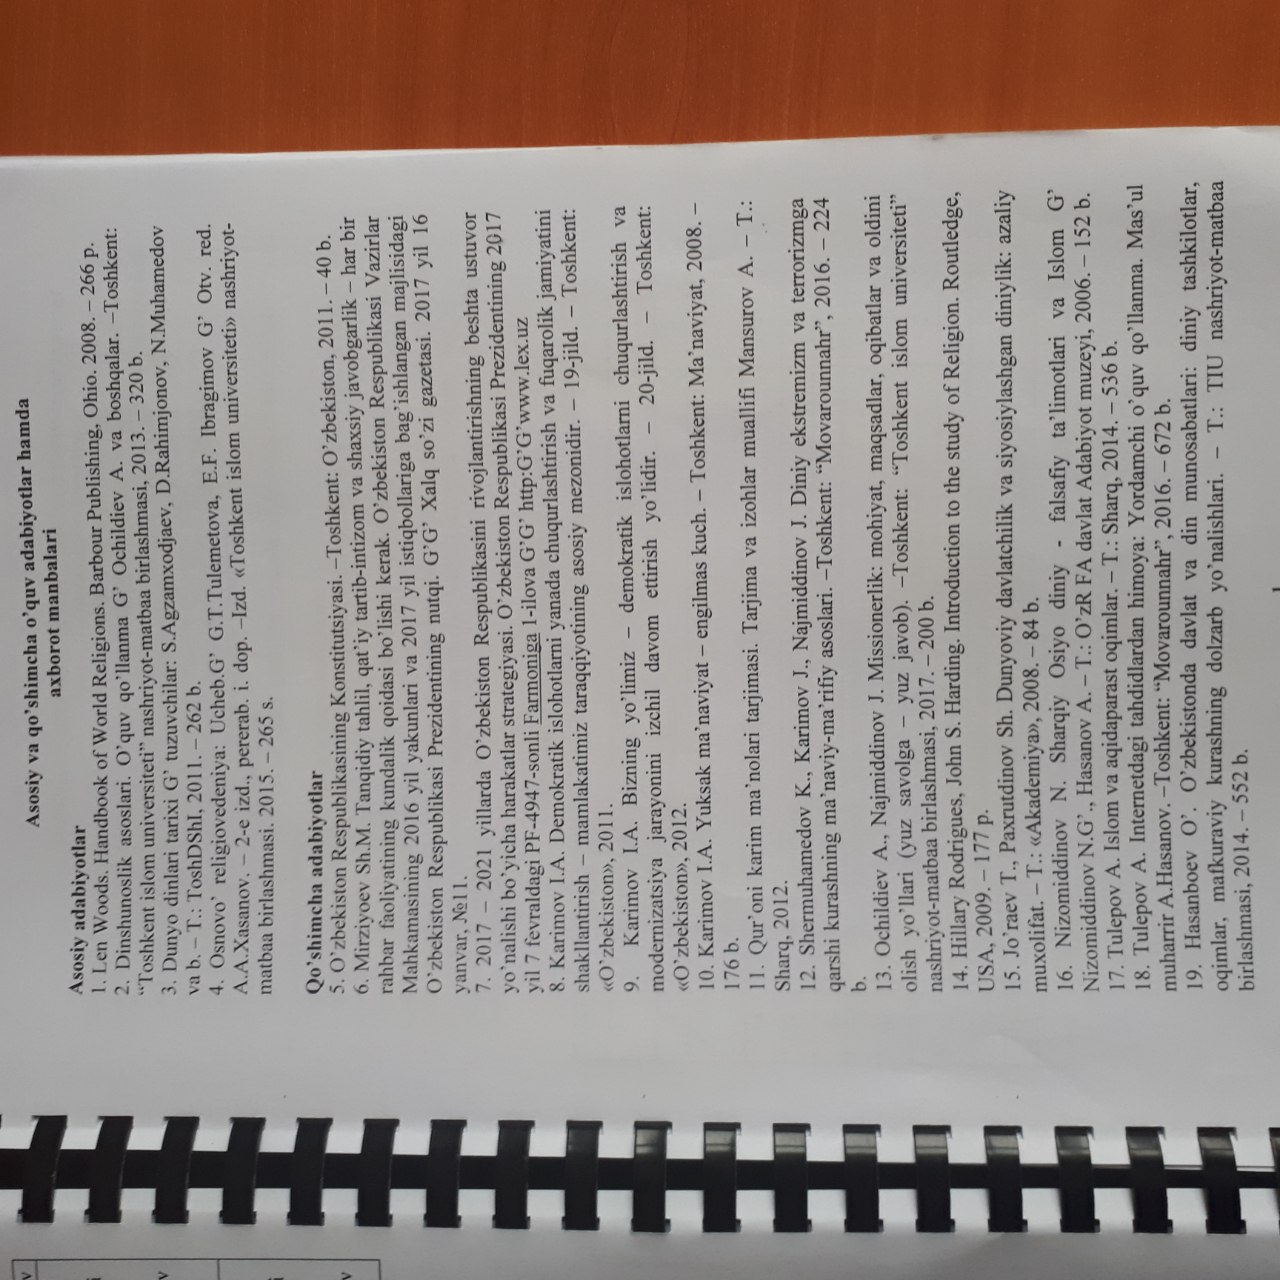 Asosiy va qo’shimcha o’quv adabiyotlar hamda
axborot manbalari
Asosiy adabiyotlar
1. Len Woods. Handbook of World Religions. Barbour Publishing, Ohio. 2008. – 266 p.
2. Dinshunoslik asoslari. O’quv qo’llanma G’ Ochildiev A. va boshqalar. –Toshkent:
“Toshkent islom universiteti” nashriyot-matbaa birlashmasi, 2013. – 320 b.
3. Dunyo dinlari tarixi G’ tuzuvchilar: S.Agzamxodjaev, D.Rahimjonov, N.Muhamedov
va b. – T.: ToshDShI, 2011. – 262 b.
4. Osnovo’ religiovedeniya: Ucheb.G’ G.T.Tulemetova, E.F. Ibragimov G’ Otv. red.
A.A.Xasanov. – 2-e izd., pererab. i. dop. –Izd. «Toshkent islom universiteti» nashriyot-
matbaa birlashmasi. 2015. – 265 s.
Qo’shimcha adabiyotlar
5. O’zbekiston Respublikasining Konstitutsiyasi. –Toshkent: O’zbekiston, 2011. – 40 b.
6. Mirziyoev Sh.M. Tanqidiy tahlil, qat’iy tartib-intizom va shaxsiy javobgarlik – har bir
rahbar faoliyatining kundalik qoidasi bo’lishi kerak. O’zbekiston Respublikasi Vazirlar
Mahkamasining 2016 yil yakunlari va 2017 yil istiqbollariga bag’ishlangan majlisidagi
O’zbekiston Respublikasi Prezidentining nutqi. G’G’ Xalq so’zi gazetasi. 2017 yil 16
yanvar, №11.
7. 2017 – 2021 yillarda O’zbekiston Respublikasini rivojlantirishning beshta ustuvor
yo’nalishi bo’yicha harakatlar strategiyasi. O’zbekiston Respublikasi Prezidentining 2017
yil 7 fevraldagi PF-4947-sonli Farmoniga 1-ilova G’G’ http:G’G’www.lex.uz
8. Karimov I.A. Demokratik islohotlarni yanada chuqurlashtirish va fuqarolik jamiyatini
shakllantirish – mamlakatimiz taraqqiyotining asosiy mezonidir. – 19-jild. – Toshkent:
«O’zbekiston», 2011.
9. Karimov I.A. Bizning yo’limiz – demokratik islohotlarni chuqurlashtirish va
modernizatsiya jarayonini izchil davom ettirish yo’lidir. – 20-jild. – Toshkent:
«O’zbekiston», 2012.
10. Karimov I.A. Yuksak ma’naviyat – engilmas kuch. – Toshkent: Ma’naviyat, 2008. –
176 b.
11. Qur’oni karim ma’nolari tarjimasi. Tarjima va izohlar muallifi Mansurov A. – T.:
Sharq, 2012.
12. Shermuhamedov K., Karimov J., Najmiddinov J. Diniy ekstremizm va terrorizmga
qarshi kurashning ma’naviy-ma’rifiy asoslari. –Toshkent: “Movarounnahr”, 2016. – 224
b.
13. Ochildiev A., Najmiddinov J. Missionerlik: mohiyat, maqsadlar, oqibatlar va oldini
olish yo’llari (yuz savolga – yuz javob). –Toshkent: “Toshkent islom universiteti”
nashriyot-matbaa birlashmasi, 2017. – 200 b.
14. Hillary Rodrigues, John S. Harding. Introduction to the study of Religion. Routledge,
USA, 2009. – 177 p.
15. Jo’raev T., Paxrutdinov Sh. Dunyoviy davlatchilik va siyosiylashgan diniylik: azaliy
muxolifat. – T.: «Akademiya», 2008. – 84 b.
16. Nizomiddinov N. Sharqiy Osiyo diniy - falsafiy ta’limotlari va Islom G’
Nizomiddinov N.G’., Hasanov A. – T.: O’zR FA davlat Adabiyot muzeyi, 2006. – 152 b.
17. Tulepov A. Islom va aqidaparast oqimlar. – T.: Sharq, 2014. – 536 b.
18. Tulepov A. Internetdagi tahdidlardan himoya: Yordamchi o’quv qo’llanma. Mas’ul
muharrir A.Hasanov. –Toshkent: “Movarounnahr”, 2016. – 672 b.
19. Hasanboev O’. O’zbekistonda davlat va din munosabatlari: diniy tashkilotlar,
oqimlar, mafkuraviy kurashning dolzarb yo’nalishlari. – T.: TIU nashriyot-matbaa
birlashmasi, 2014. – 552 b.